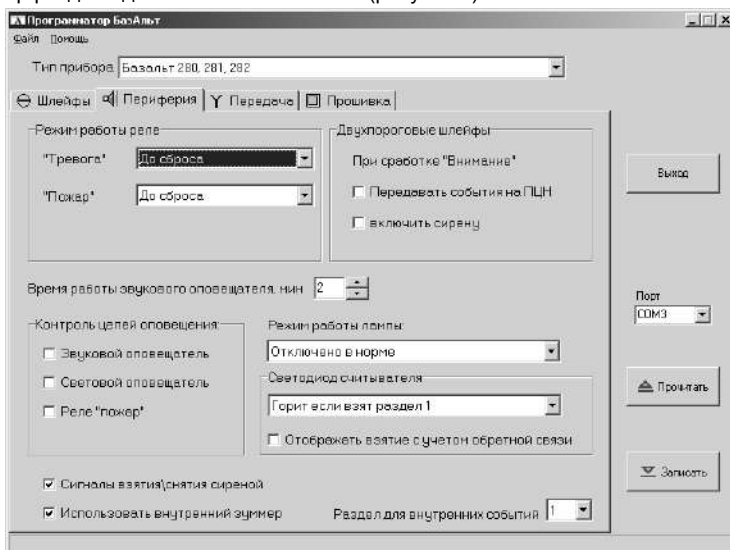 Программатор БазАльт
Файл Помощь
Тип прибора Базальт 280, 281, 282
Шлейфы Периферия Передача Прошивка
Режим работы реле
"Тревога" До сброса
"Пожар" До сброса
Двухпороговые шлейфы
При сработке "Внимание"
Передавать события на ПЦН
включить сирену
Выход
Время работы звукового оповещателя, мин 2
Порт
COM3
Контроль цепей оповещения:
Звуковой оповещатель
Световой оповещатель
Реле "пожар"
Режим работы лампы:
Отключено в норме
Светодиод считывателя
Горит если взят раздел 1
Отображать взятие с учетом обратной связи
Прочитать
Записать
Сигналы взятия\снятия сиреной
Использовать внутренний зуммер
Раздел для внутренних событий 1